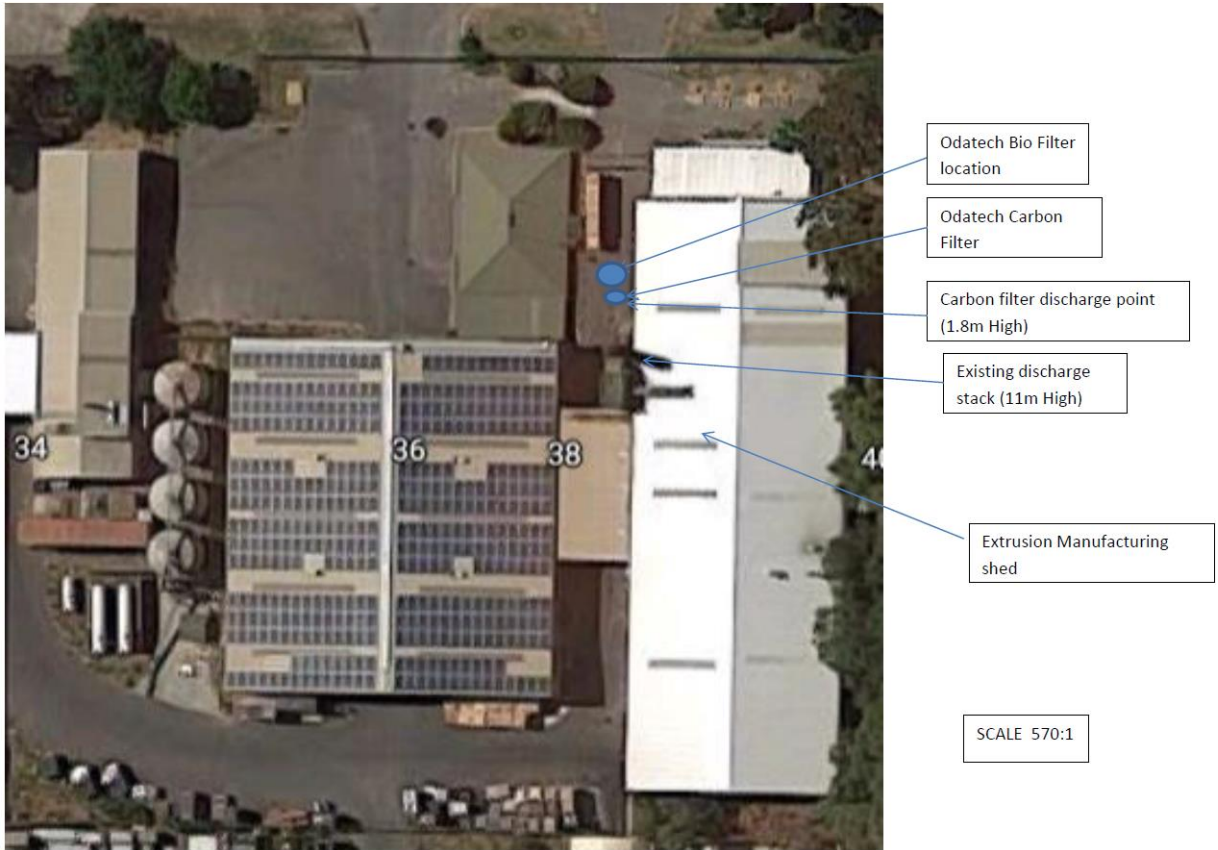 Odatech Bio Filter
location
Odatech Carbon
Filter
Carbon filter discharge point
(1.8m High)
Existing discharge
stack (11m High)
34
36
38
Extrusion Manufacturing
shed
SCALE 570:1